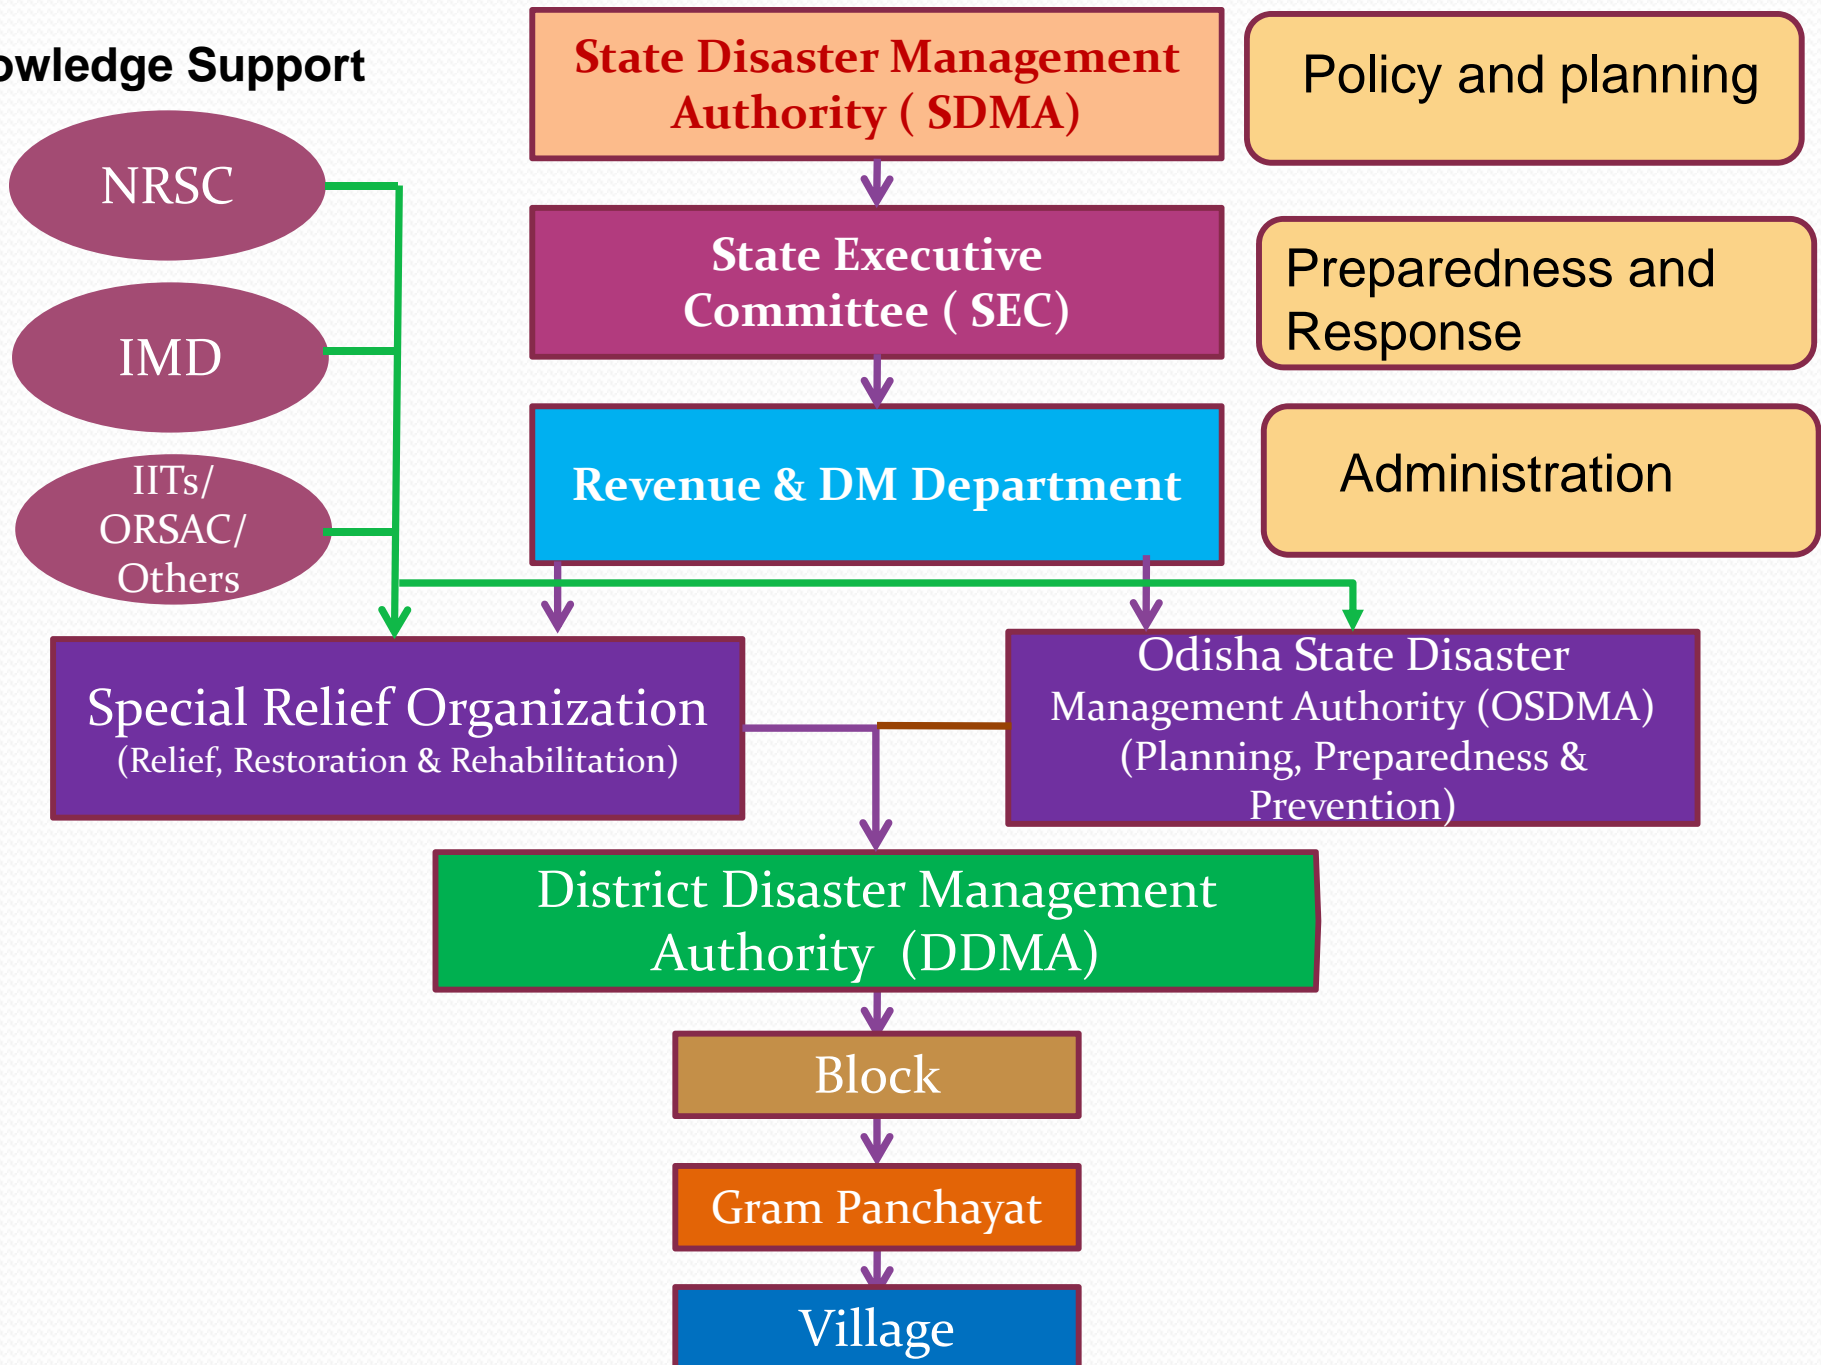 owledge Support
State Disaster Management
Authority ( SDMA)
Policy and planning
NRSC
State Executive
Committee ( SEC)
Preparedness and
Response
IMD
Revenue & DM Department
Administration
IITs/
ORSAC/
Others
Special Relief Organization
(Relief, Restoration & Rehabilitation)
Odisha State Disaster
Management Authority (OSDMA)
(Planning, Preparedness &
Prevention)
District Disaster Management
Authority (DDMA)
Block
Gram Panchayat
Village